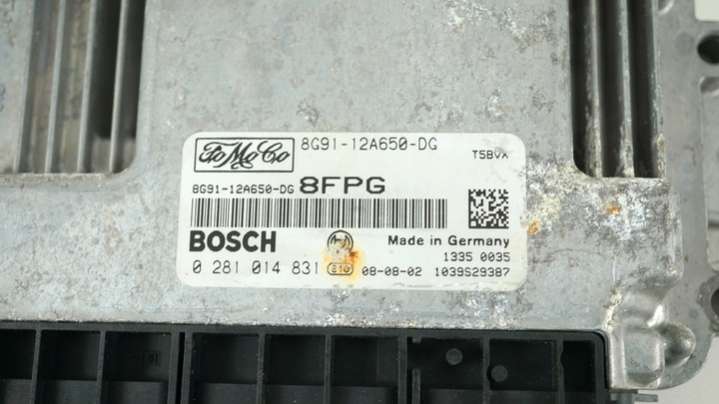 FoMoCo 8G91-12A650-DG
T5BVX
8G91-12A650-DG 8FPG
BOSCH Made in Germany
1335 0035
0 281 014 831 e10 08-08-02 1039S29387